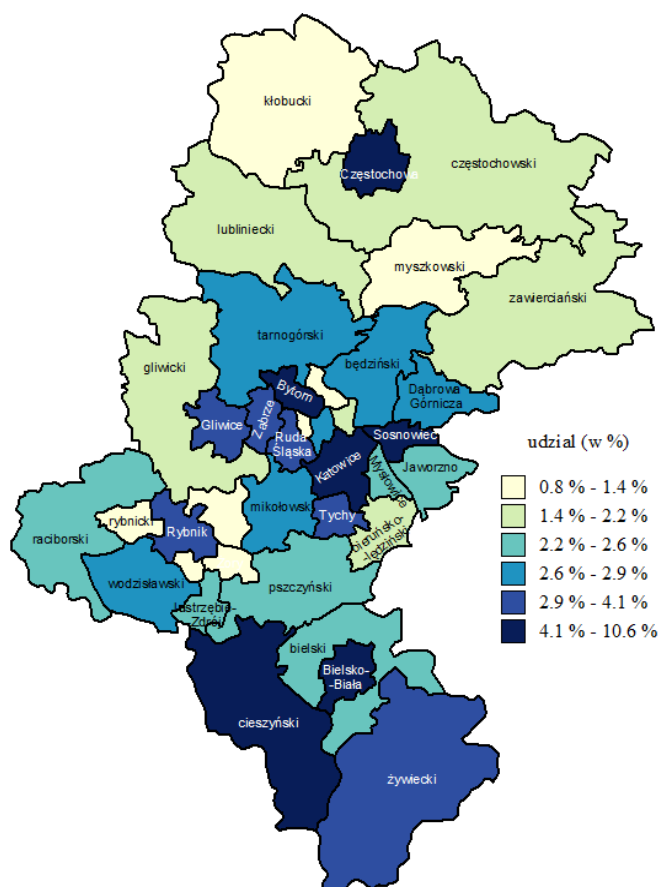 kłobucki
Częstochowa
częstochowski
lubliniecki
myszkowski
zawierciański
tarnogórski
będziński
gliwicki
Bytom
Dąbrowa
Górnicza
Zabrze
Gliwice
Ruda
Śląska
Sosnowiec
Katowice
Mysłowice
Jaworzno
udzial (w %)
0.8 % - 1.4 %
1.4 % - 2.2 %
2.2 % - 2.6 %
2.6 % - 2.9 %
2.9 % - 4.1 %
4.1 % - 10.6 %
raciborski
rybnicki
Rybnik
mikołowski
Tychy
bieruńsko-
-lędziński
wodzisławski
Jastrzębie-
Zdrój
pszczyński
bielski
Bielsko-
-Biała
cieszyński
żywiecki